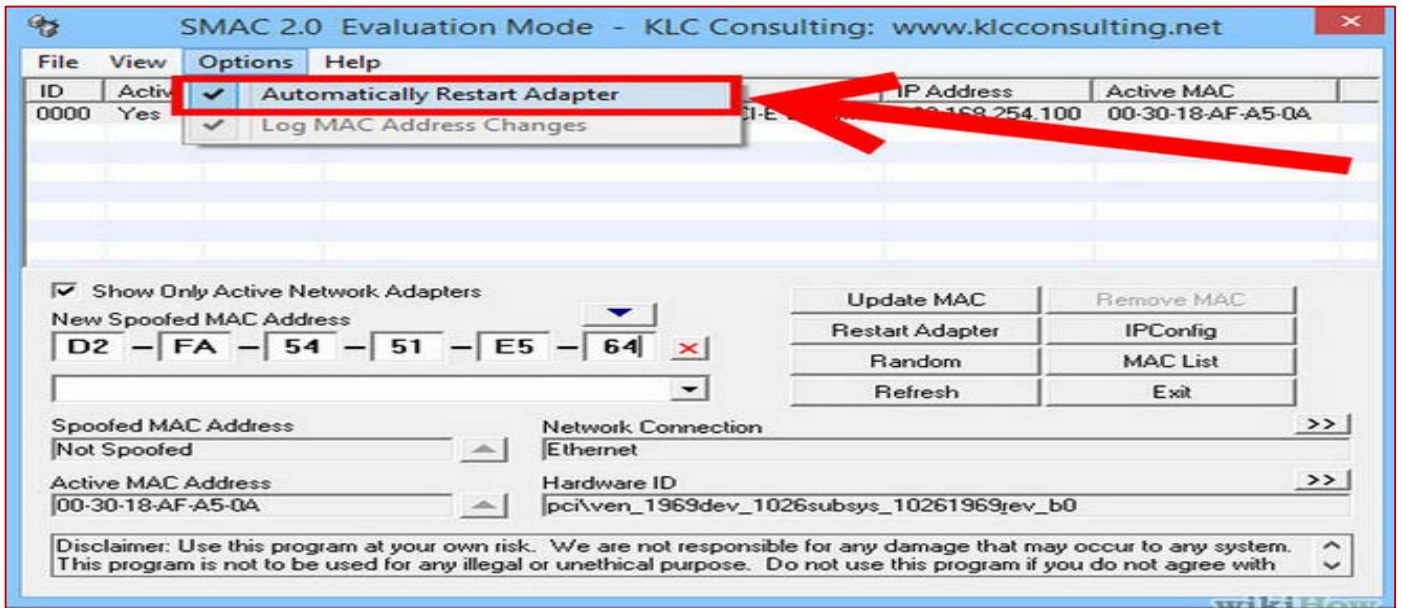 SMAC 2.0 Evaluation Mode - KLC Consulting: www.klcconsulting.net
File View Options Help
ID Activ IP Address Active MAC
Automatically Restart Adapter
0000 Yes 00-30-18-AF-A5-0A
Log MAC Address Changes
Show Only Active Network Adapters
New Spoofed MAC Address
D2 - FA - 54 - 51 - E5 - 64
Update MAC Remove MAC
Restart Adapter IPConfig
Random MAC List
Refresh Exit
Spoofed MAC Address Network Connection >>
Not Spoofed Ethernet
Active MAC Address Hardware ID >>
00-30-18-AF-A5-0A pci\ven_1969dev_1026subsys_10261969rev_b0
Disclaimer: Use this program at your own risk. We are not responsible for any damage that may occur to any system.
This program is not to be used for any illegal or unethical purpose. Do not use this program if you do not agree with
wikiHow